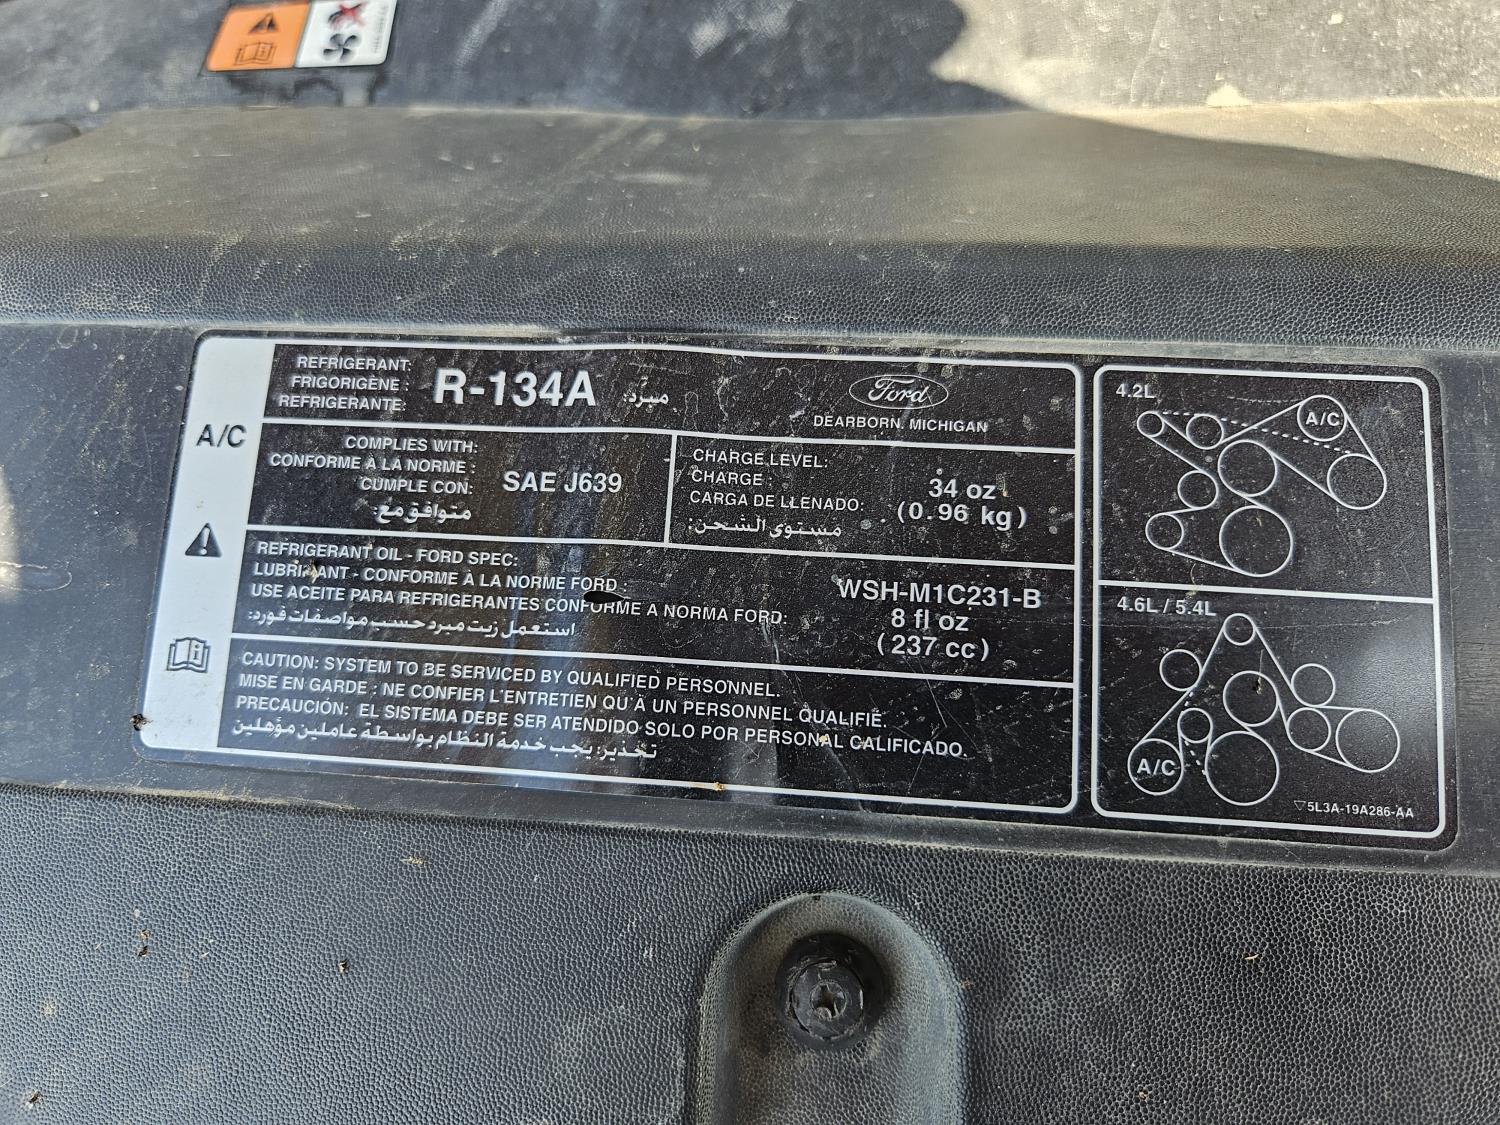 REFRIGERANT:
FRIGORIGÈNE :
REFRIGERANTE:
R-134A
مبرّد:
Ford
DEARBORN, MICHIGAN
A/C
COMPLIES WITH:
CONFORME À LA NORME :
CUMPLE CON:
متوافق مع:
SAE J639
CHARGE LEVEL:
CHARGE :
CARGA DE LLENADO:
مستوى الشحن:
34 oz
(0.96 kg)
REFRIGERANT OIL - FORD SPEC:
LUBRIFIANT - CONFORME À LA NORME FORD :
USE ACEITE PARA REFRIGERANTES CONFORME A NORMA FORD:
استعمل زيت مبرد حسب مواصفات فورد:
WSH-M1C231-B
8 fl oz
(237 cc)
CAUTION: SYSTEM TO BE SERVICED BY QUALIFIED PERSONNEL.
MISE EN GARDE : NE CONFIER L'ENTRETIEN QU'À UN PERSONNEL QUALIFIÉ.
PRECAUCIÓN: EL SISTEMA DEBE SER ATENDIDO SOLO POR PERSONAL CALIFICADO.
تحذير: يجب خدمة النظام بواسطة عاملين مؤهلين
4.2L
A/C
4.6L / 5.4L
A/C
5L3A-19A286-AA